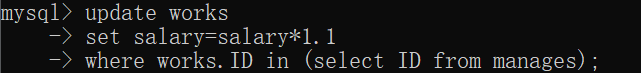 mysql> update works
    -> set salary=salary*1.1
    -> where works.ID in (select ID from manages);